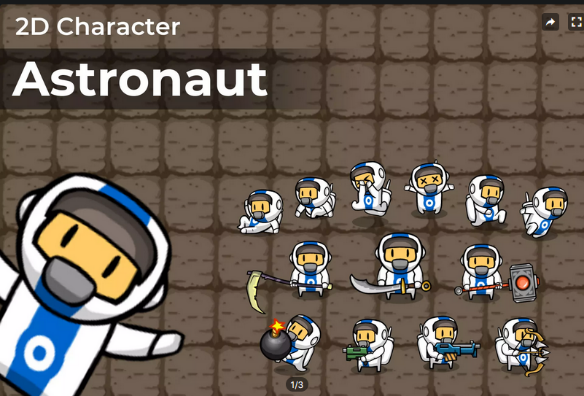 2D Character
Astronaut
1/3